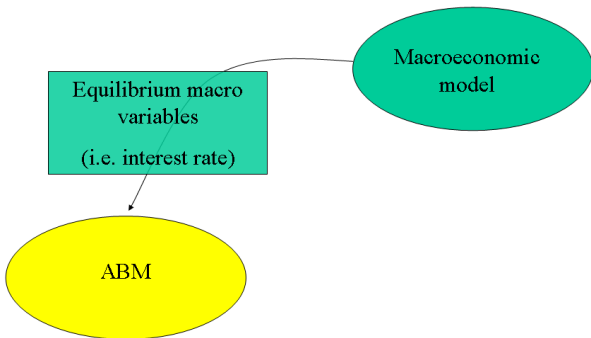 Macroeconomic
model
Equilibrium macro
variables
(i.e. interest rate)
ABM